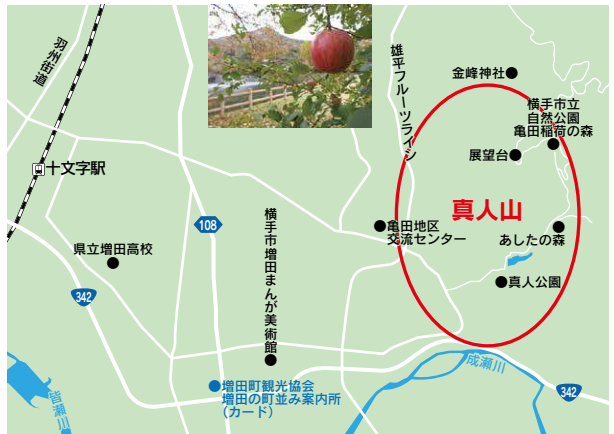 羽州街道
十文字駅
県立増田高校
342
皆瀬川
108
横手市増田まんが美術館
増田町観光協会
増田の町並み案内所
（カード）
雄平フルーツライン
金峰神社
横手市立
自然公園
亀田稲荷の森
展望台
真人山
亀田地区
交流センター
あしたの森
真人公園
成瀬川
342